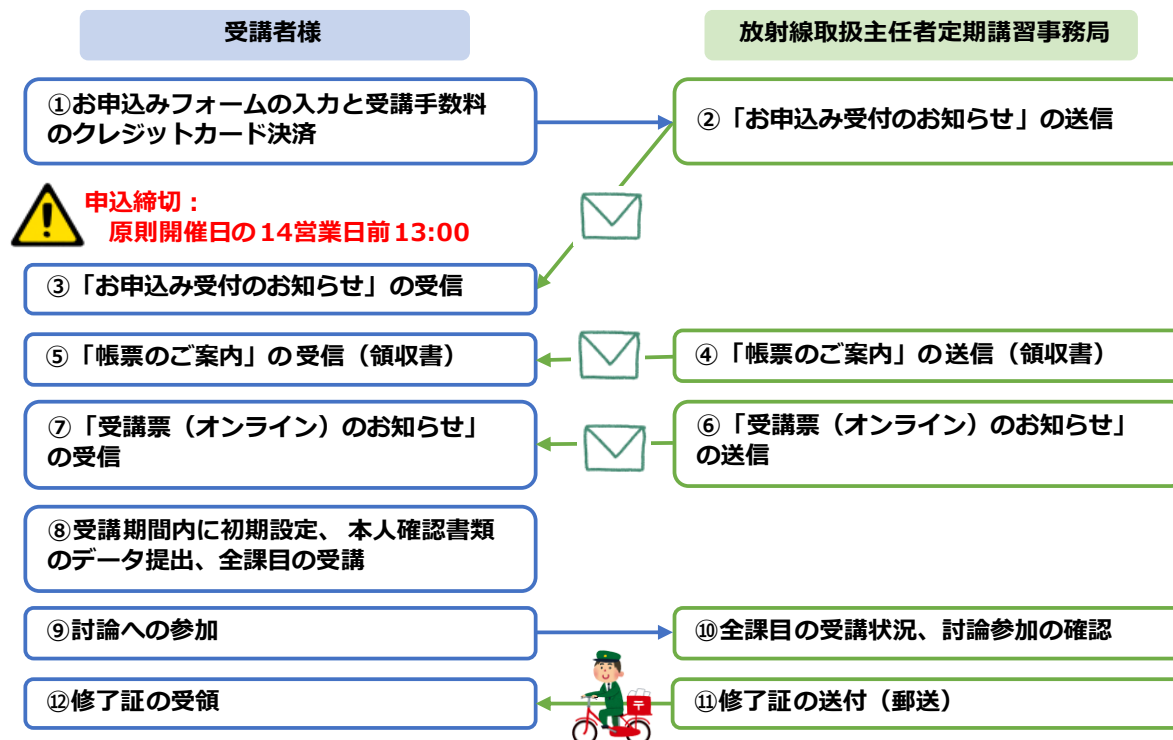 受講者様
放射線取扱主任者定期講習事務局
①お申込みフォームの入力と受講手数料
のクレジットカード決済
②「お申込み受付のお知らせ」の送信
申込締切：
原則開催日の14営業日前13:00
③「お申込み受付のお知らせ」の受信
⑤「帳票のご案内」の受信（領収書）
④「帳票のご案内」の送信（領収書）
⑦「受講票（オンライン）のお知らせ」
の受信
⑥「受講票（オンライン）のお知らせ」
の送信
⑧受講期間内に初期設定、 本人確認書類
のデータ提出、全課目の受講
⑨討論への参加
⑩全課目の受講状況、討論参加の確認
⑫修了証の受領
〒
⑪修了証の送付（郵送）